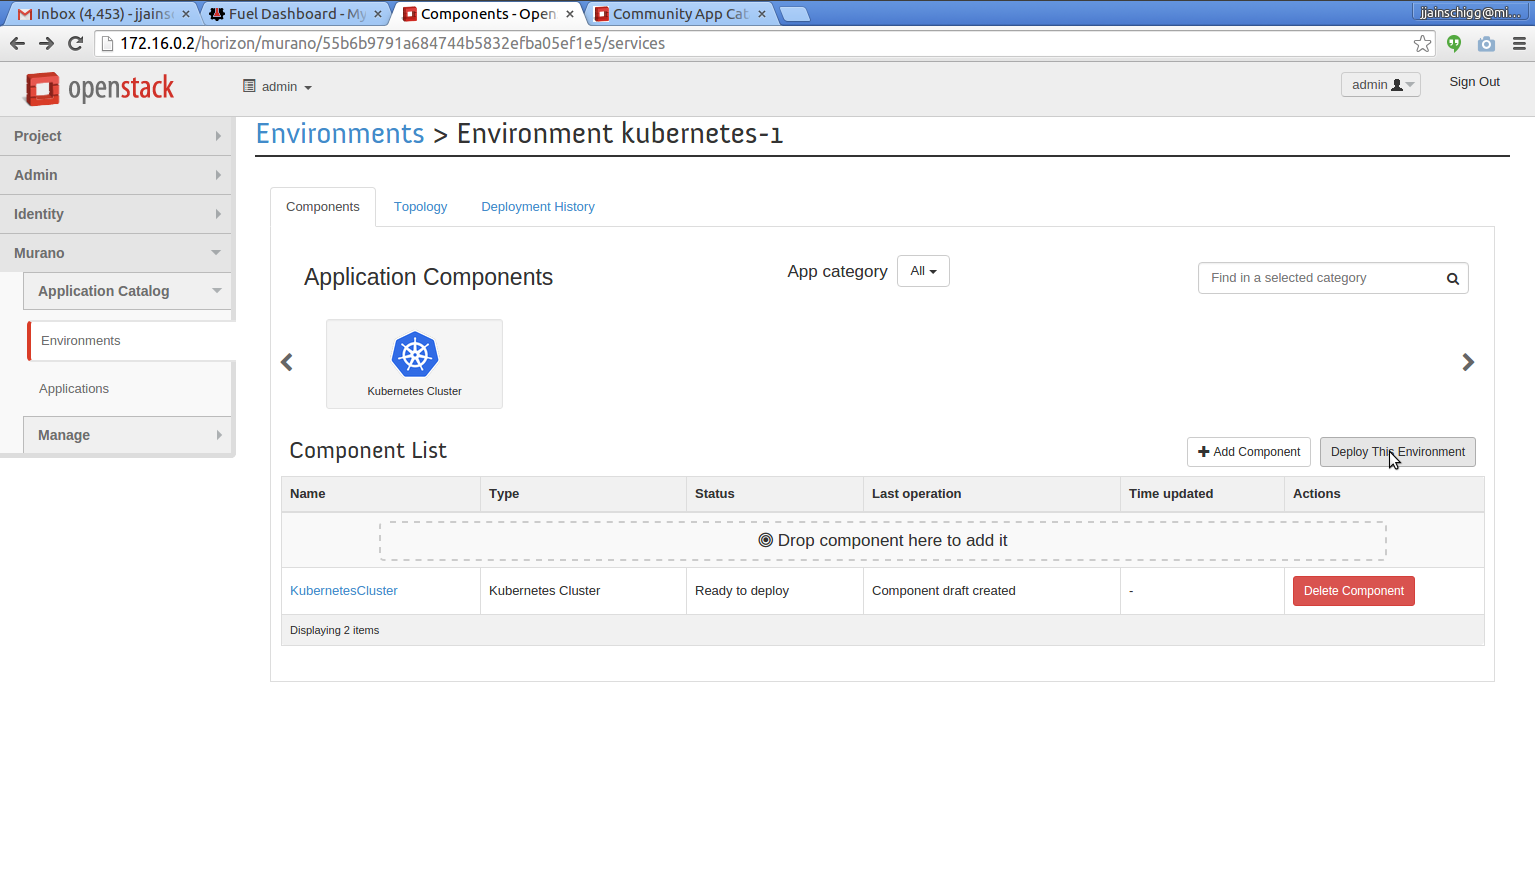 Inbox (4,453) - jjains
Fuel Dashboard - My
Components - Open
Community App Cat
jjainschigg@mi...
172.16.0.2/horizon/murano/55b6b9791a684744b5832efba05ef1e5/services
openstack
admin
admin
Sign Out
Project
Admin
Identity
Murano
Application Catalog
Environments
Applications
Manage
Environments > Environment kubernetes-1
Components
Topology
Deployment History
Application Components
App category
All
Find in a selected category
Kubernetes Cluster
Component List
Add Component
Deploy This Environment
Name Type Status Last operation Time updated Actions
Drop component here to add it
KubernetesCluster Kubernetes Cluster Ready to deploy Component draft created - Delete Component
Displaying 2 items